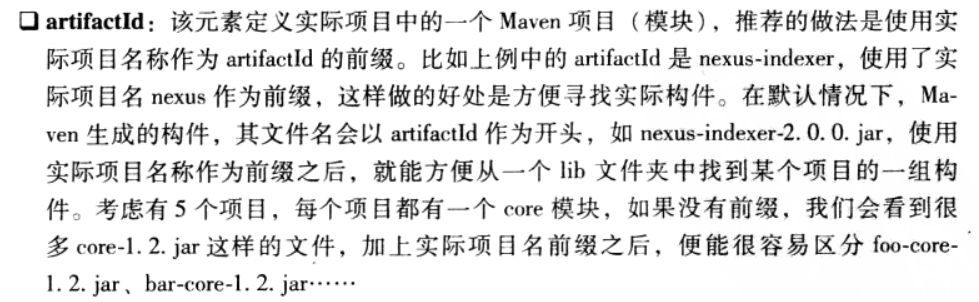 ❑ artifactId：该元素定义实际项目中的一个 Maven 项目（模块），推荐的做法是使用实
际项目名称作为 artifactId 的前缀。比如上例中的 artifactId 是 nexus-indexer，使用了实
际项目名 nexus 作为前缀，这样做的好处是方便寻找实际构件。在默认情况下，Ma-
ven 生成的构件，其文件名会以 artifactId 作为开头，如 nexus-indexer-2. 0. 0. jar，使用
实际项目名称作为前缀之后，就能方便从一个 lib 文件夹中找到某个项目的一组构
件。考虑有 5 个项目，每个项目都有一个 core 模块，如果没有前缀，我们会看到很
多 core-1. 2. jar 这样的文件，加上实际项目名前缀之后，便能很容易区分 foo-core-
1. 2. jar、bar-core-1. 2. jar……